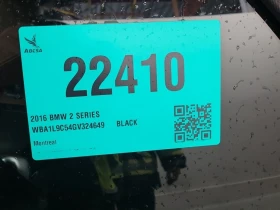 ADESA
22410
2016 BMW 2 SERIES
WBA1L9C54GV324649 BLACK
Montreal